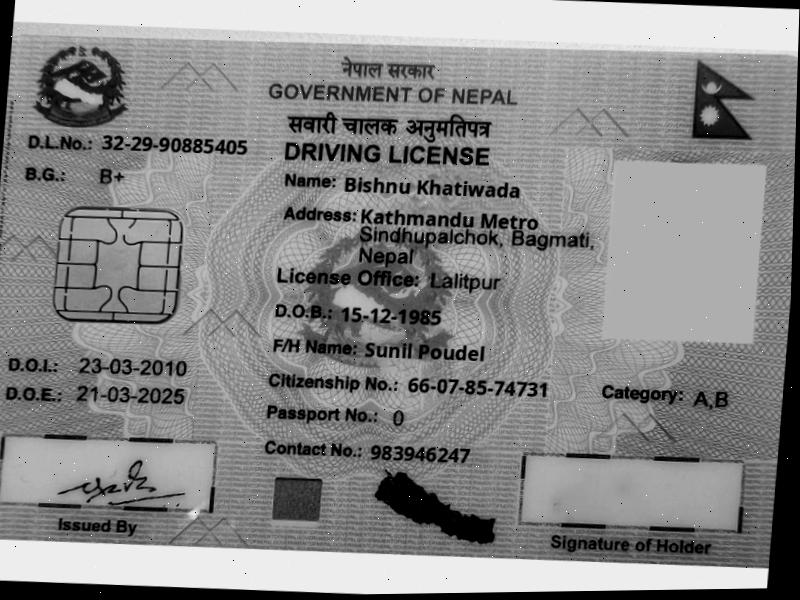 नेपाल सरकार
GOVERNMENT OF NEPAL
सवारी चालक अनुमतिपत्र
DRIVING LICENSE
D.L.No.: 32-29-90885405
B.G.: B+
Name: Bishnu Khatiwada
Address: Kathmandu Metro
Sindhupalchok, Bagmati,
Nepal
License Office: Lalitpur
D.O.B.: 15-12-1985
F/H Name: Sunil Poudel
D.O.I.: 23-03-2010
D.O.E.: 21-03-2025
Citizenship No.: 66-07-85-74731
Category: A,B
Passport No.: 0
Contact No.: 983946247
Issued By
Signature of Holder